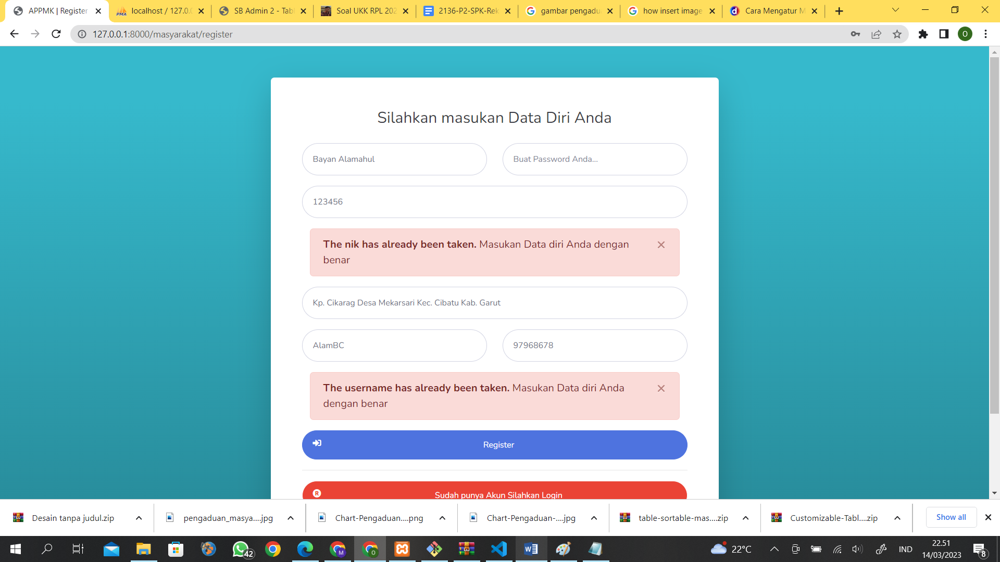 APPMK | Register
localhost / 127.0.0
SB Admin 2 - Tab
Soal UKK RPL 202
2136-P2-SPK-Rek
gambar pengadu
how insert image
Cara Mengatur M
127.0.0.1:8000/masyarakat/register
O
Silahkan masukan Data Diri Anda
Bayan Alamahul
Buat Password Anda...
123456
The nik has already been taken. Masukan Data diri Anda dengan
benar
Kp. Cikarag Desa Mekarsari Kec. Cibatu Kab. Garut
AlamBC
97968678
The username has already been taken. Masukan Data diri Anda
dengan benar
Register
Sudah punya Akun Silahkan Login
Desain tanpa judul.zip
pengaduan_masya....jpg
Chart-Pengaduan....png
Chart-Pengaduan-....jpg
table-sortable-mas....zip
Customizable-Tabl....zip
Show all
42
22°C
IND
22.51
14/03/2023
8